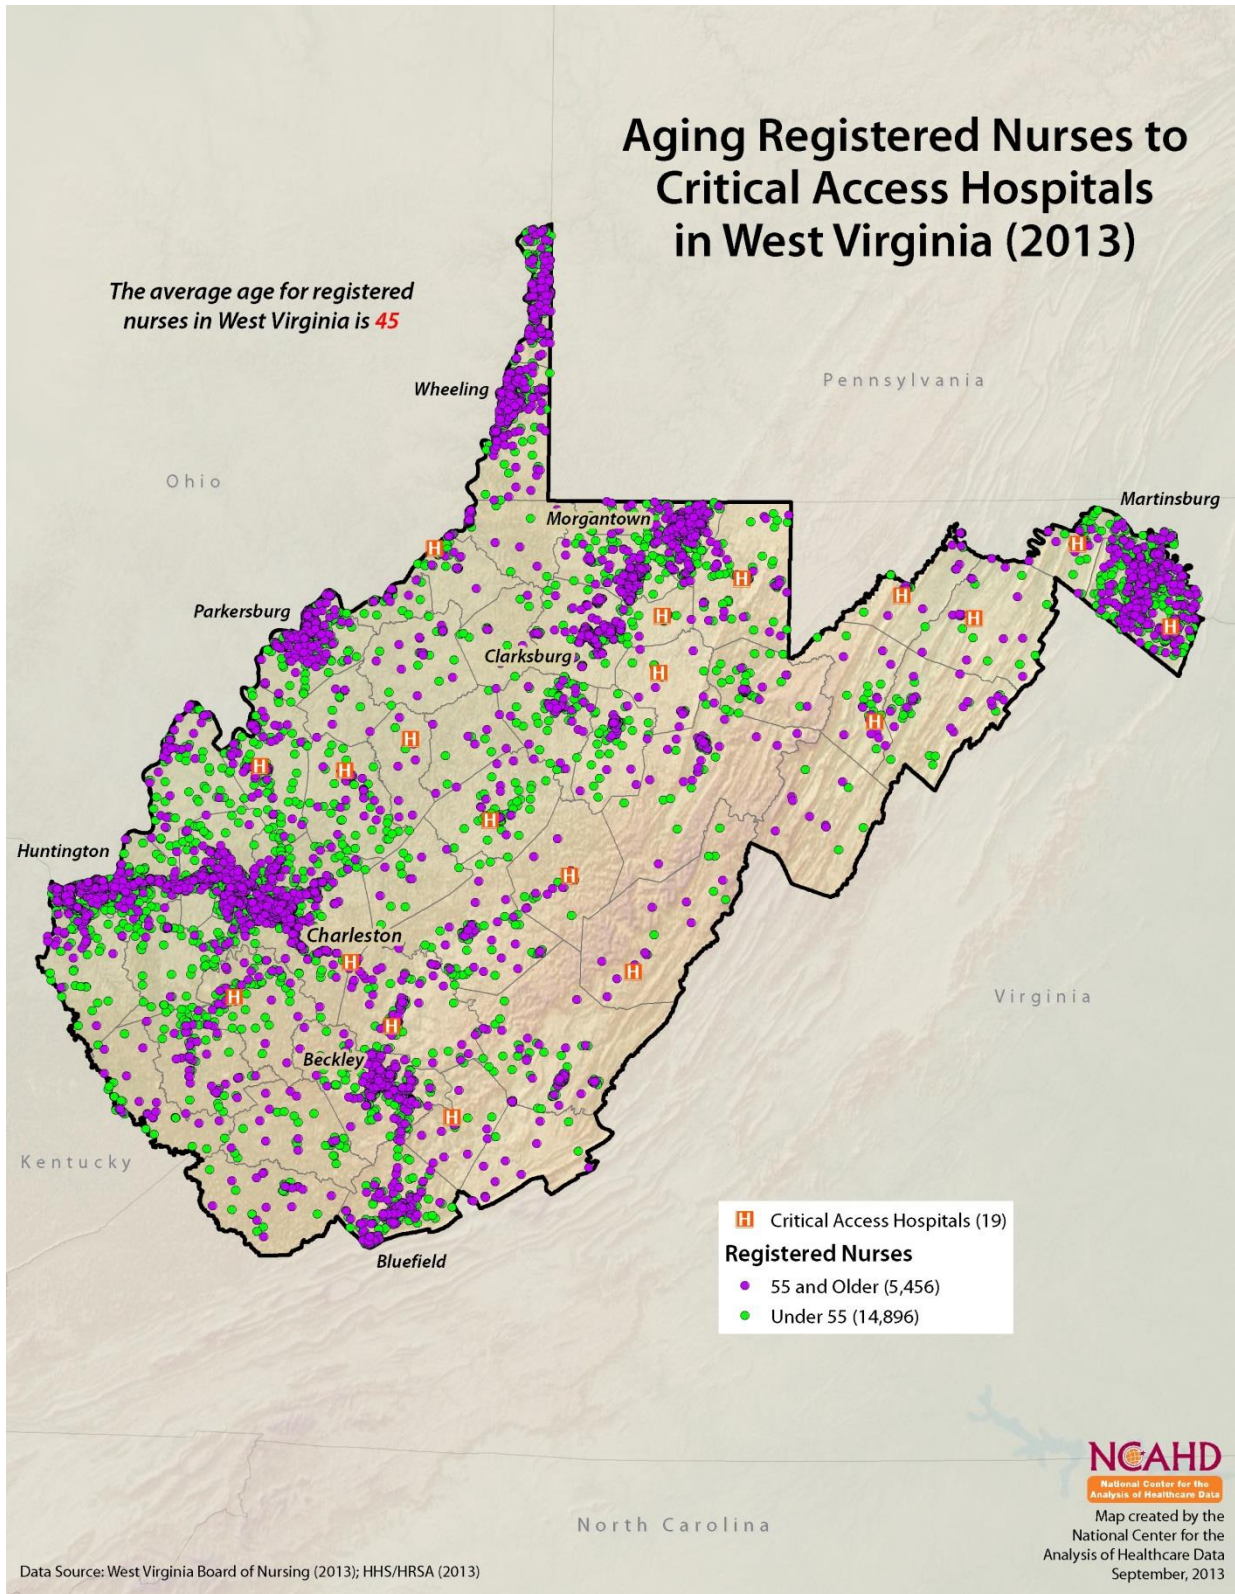 Aging Registered Nurses to
Critical Access Hospitals
in West Virginia (2013)
The average age for registered
nurses in West Virginia is 45
Wheeling
Pennsylvania
Ohio
Martinsburg
Morgantown
Parkersburg
Clarksburg
Huntington
Charleston
Virginia
Beckley
Kentucky
Bluefield
H Critical Access Hospitals (19)
Registered Nurses
55 and Older (5,456)
Under 55 (14,896)
NCAHD
National Center for the
Analysis of Healthcare Data
North Carolina
Map created by the
National Center for the
Analysis of Healthcare Data
September, 2013
Data Source: West Virginia Board of Nursing (2013); HHS/HRSA (2013)